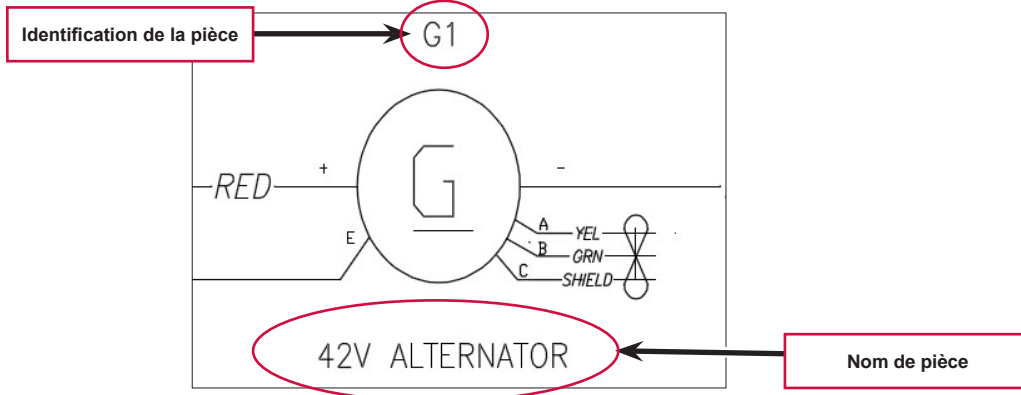 Identification de la pièce
G1
G
RED
+
-
E
A
YEL
B
GRN
C
SHIELD
42V ALTERNATOR
Nom de pièce